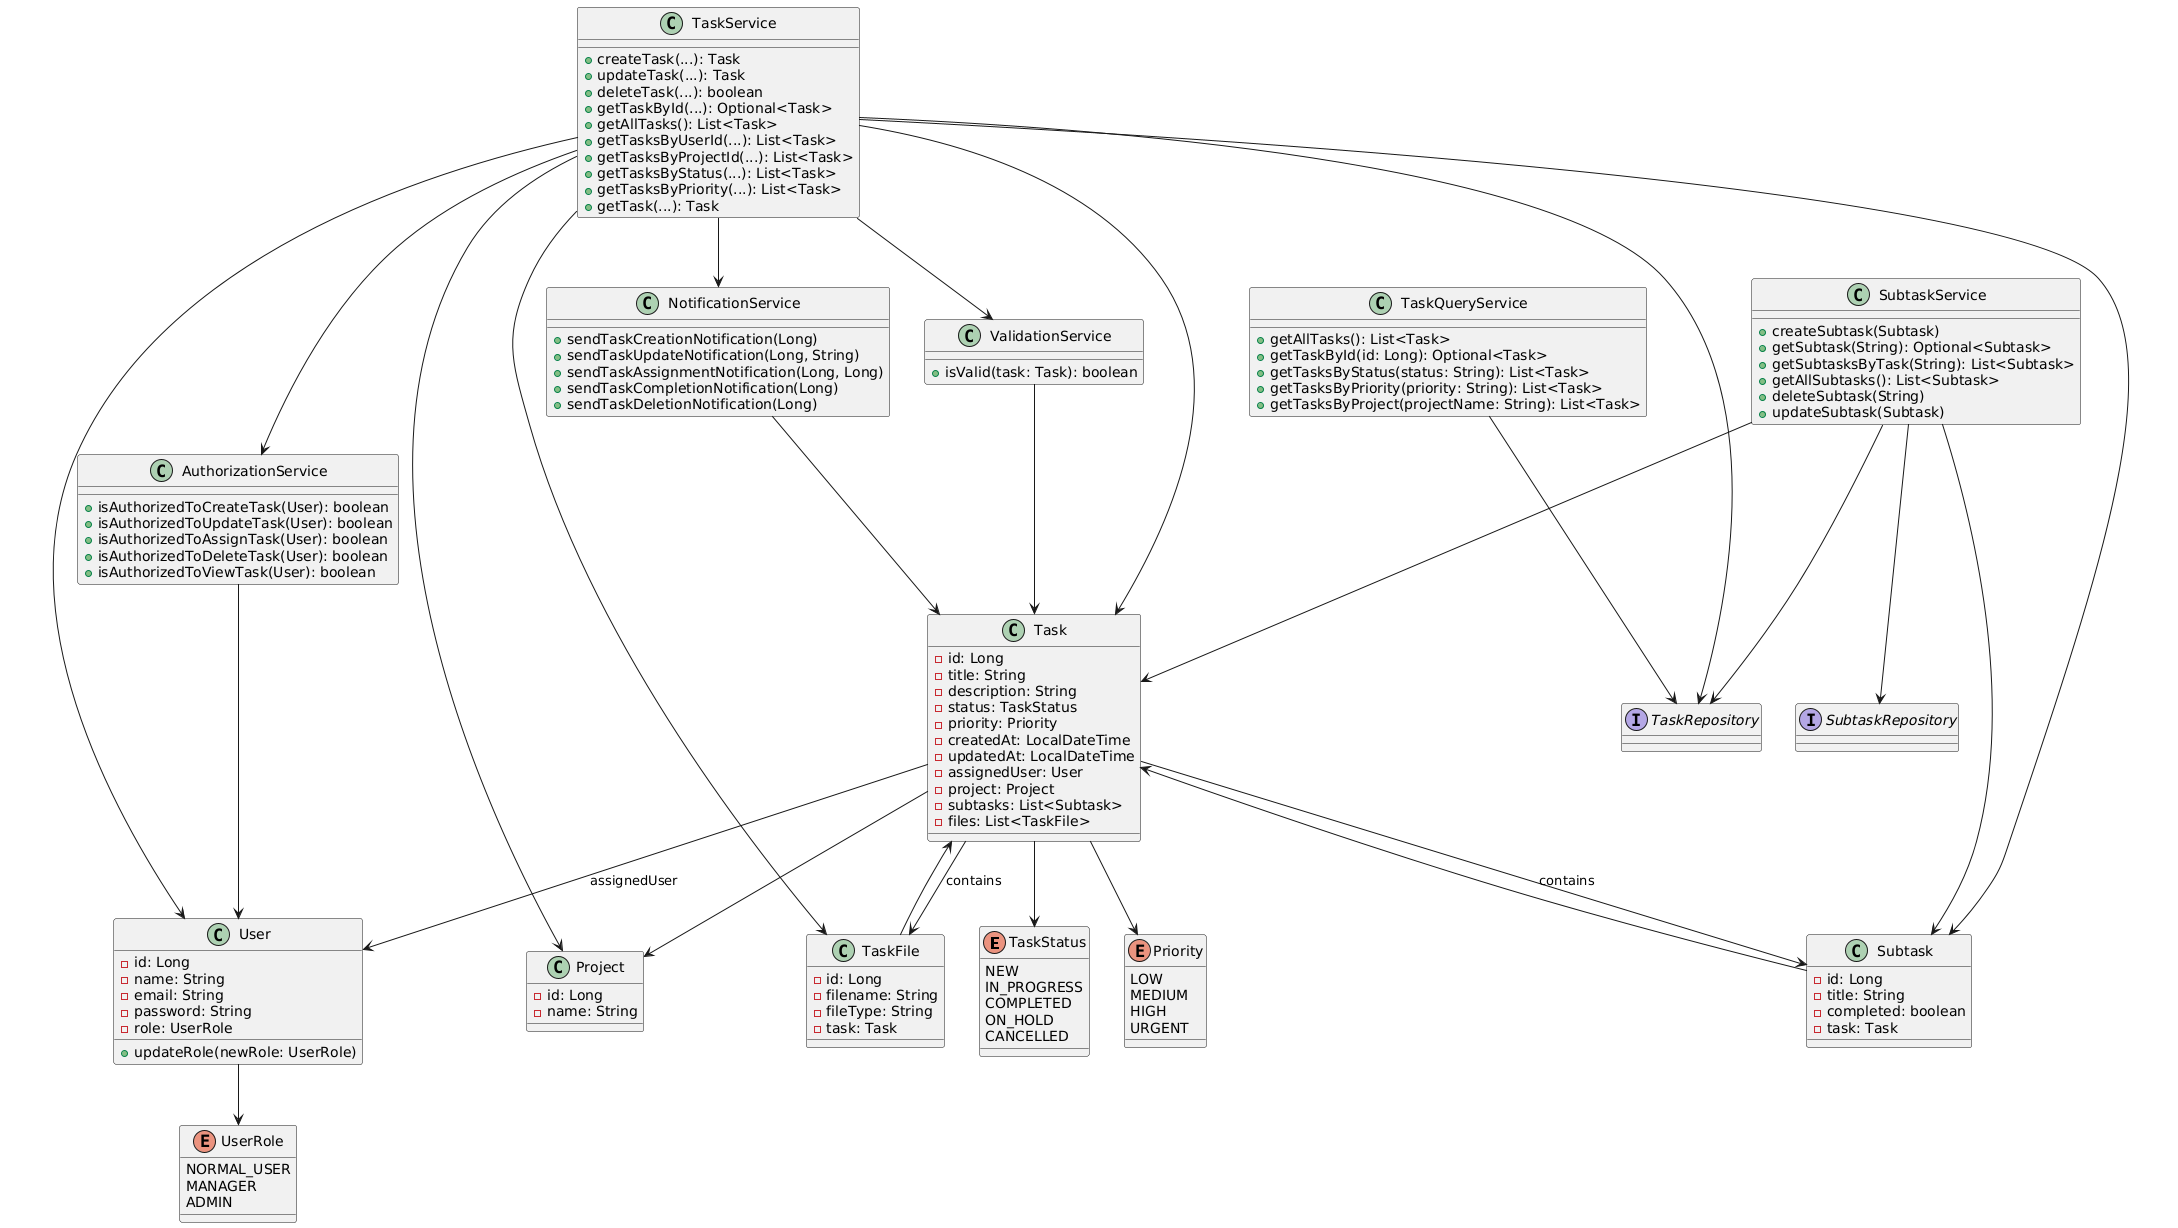 TaskService
createTask(...): Task
updateTask(...): Task
deleteTask(...): boolean
getTaskById(...): Optional<Task>
getAllTasks(): List<Task>
getTasksByUserId(...): List<Task>
getTasksByProjectId(...): List<Task>
getTasksByStatus(...): List<Task>
getTasksByPriority(...): List<Task>
getTask(...): Task
NotificationService
sendTaskCreationNotification(Long)
sendTaskUpdateNotification(Long, String)
sendTaskAssignmentNotification(Long, Long)
sendTaskCompletionNotification(Long)
sendTaskDeletionNotification(Long)
ValidationService
isValid(task: Task): boolean
TaskQueryService
getAllTasks(): List<Task>
getTaskById(id: Long): Optional<Task>
getTasksByStatus(status: String): List<Task>
getTasksByPriority(priority: String): List<Task>
getTasksByProject(projectName: String): List<Task>
SubtaskService
createSubtask(Subtask)
getSubtask(String): Optional<Subtask>
getSubtasksByTask(String): List<Subtask>
getAllSubtasks(): List<Subtask>
deleteSubtask(String)
updateSubtask(Subtask)
AuthorizationService
isAuthorizedToCreateTask(User): boolean
isAuthorizedToUpdateTask(User): boolean
isAuthorizedToAssignTask(User): boolean
isAuthorizedToDeleteTask(User): boolean
isAuthorizedToViewTask(User): boolean
Task
id: Long
title: String
description: String
status: TaskStatus
priority: Priority
createdAt: LocalDateTime
updatedAt: LocalDateTime
assignedUser: User
project: Project
subtasks: List<Subtask>
files: List<TaskFile>
I TaskRepository
I SubtaskRepository
assignedUser
contains
contains
User
id: Long
name: String
email: String
password: String
role: UserRole
updateRole(newRole: UserRole)
Project
id: Long
name: String
TaskFile
id: Long
filename: String
fileType: String
task: Task
TaskStatus
NEW
IN_PROGRESS
COMPLETED
ON_HOLD
CANCELLED
Priority
LOW
MEDIUM
HIGH
URGENT
Subtask
id: Long
title: String
completed: boolean
task: Task
UserRole
NORMAL_USER
MANAGER
ADMIN